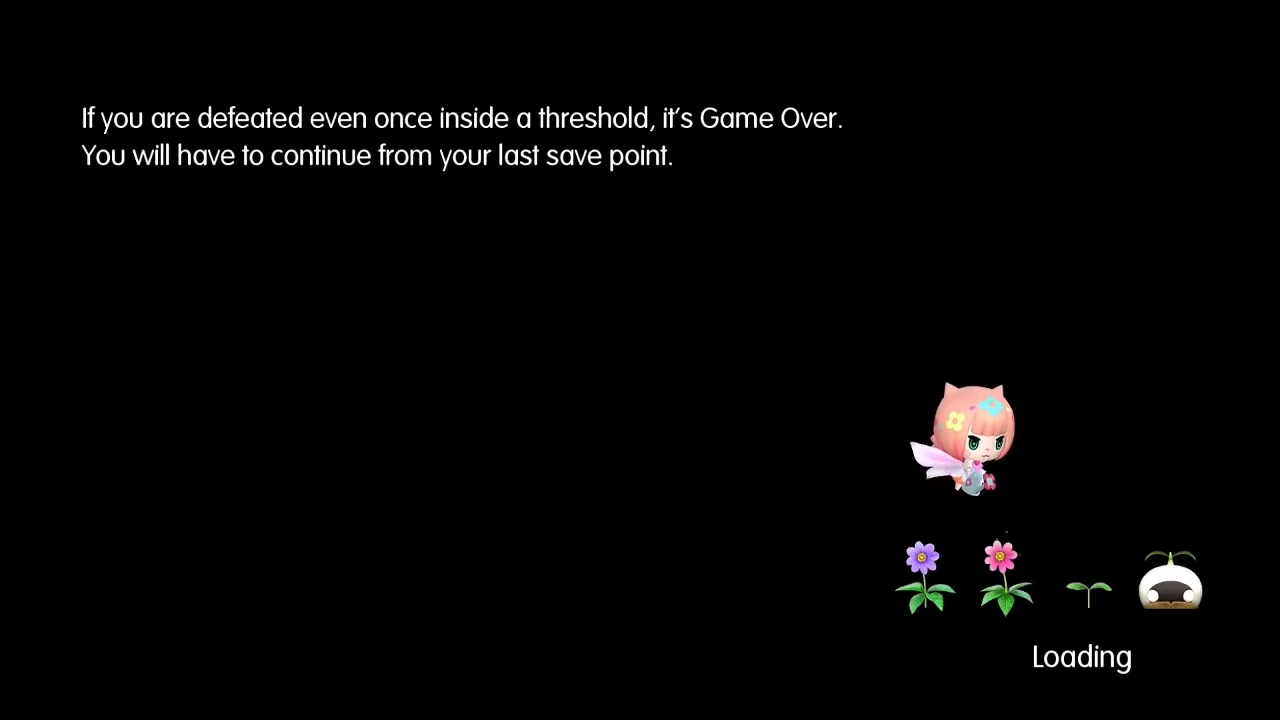 If you are defeated even once inside a threshold, it's Game Over.
You will have to continue from your last save point.
Loading